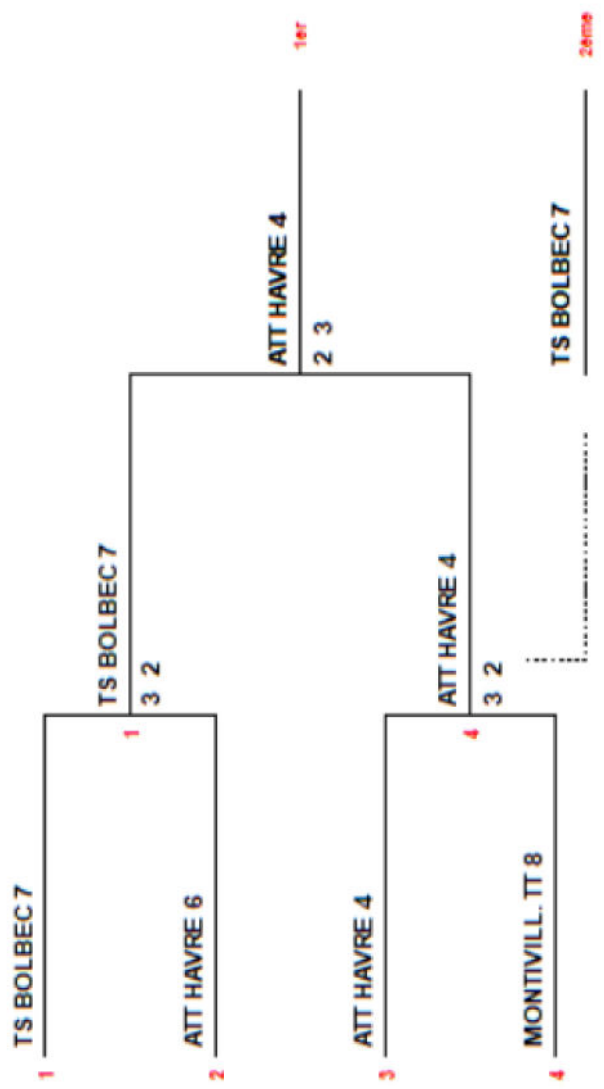 1
TS BOLBEC 7
2
ATT HAVRE 6
3
ATT HAVRE 4
4
MONTIVILL. TT 8
1
TS BOLBEC 7
3 2
4
ATT HAVRE 4
3 2
ATT HAVRE 4
2 3
1er
TS BOLBEC 7
2ème